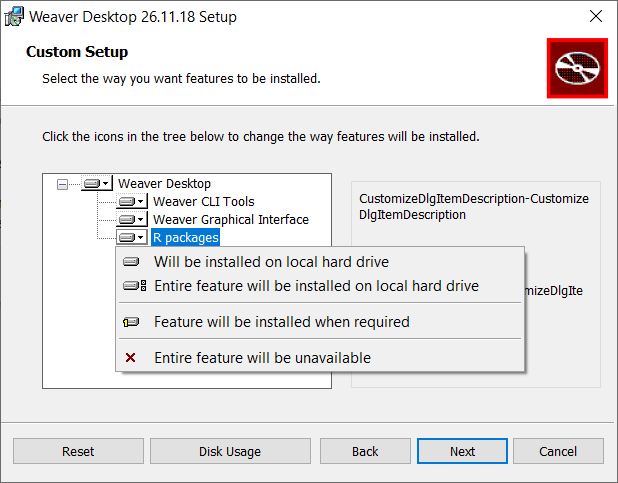 Weaver Desktop 26.11.18 Setup
Custom Setup
Select the way you want features to be installed.
Click the icons in the tree below to change the way features will be installed.
Weaver Desktop
Weaver CLI Tools
Weaver Graphical Interface
R packages
CustomizeDlgItemDescription-Customize
DlgItemDescription
Will be installed on local hard drive
Entire feature will be installed on local hard drive
Feature will be installed when required
Entire feature will be unavailable
Reset
Disk Usage
Back
Next
Cancel